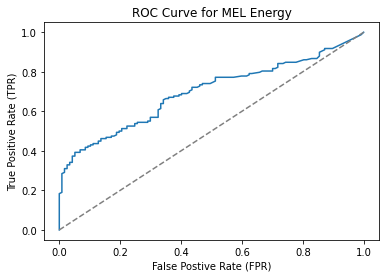 ROC Curve for MEL Energy
True Positive Rate (TPR)
1.0
0.8
0.6
0.4
0.2
0.0
0.0 0.2 0.4 0.6 0.8 1.0
False Postive Rate (FPR)